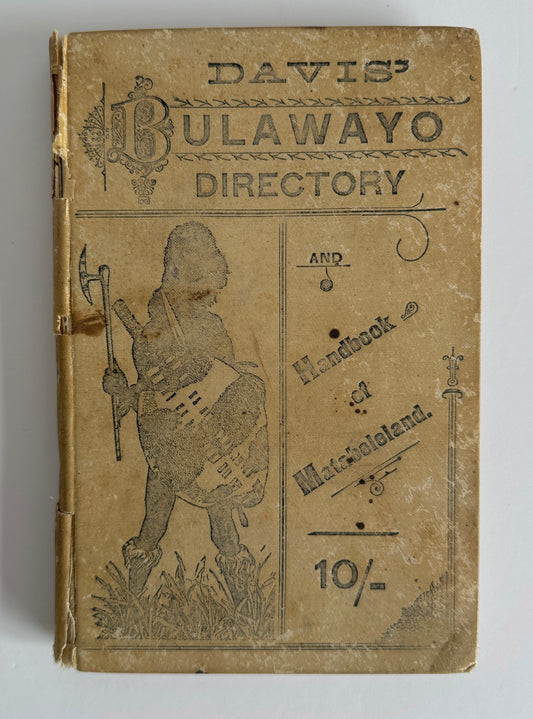 DAVIS'
BULAWAYO
DIRECTORY
AND
Handbook
of
Matabeleland.
10/-